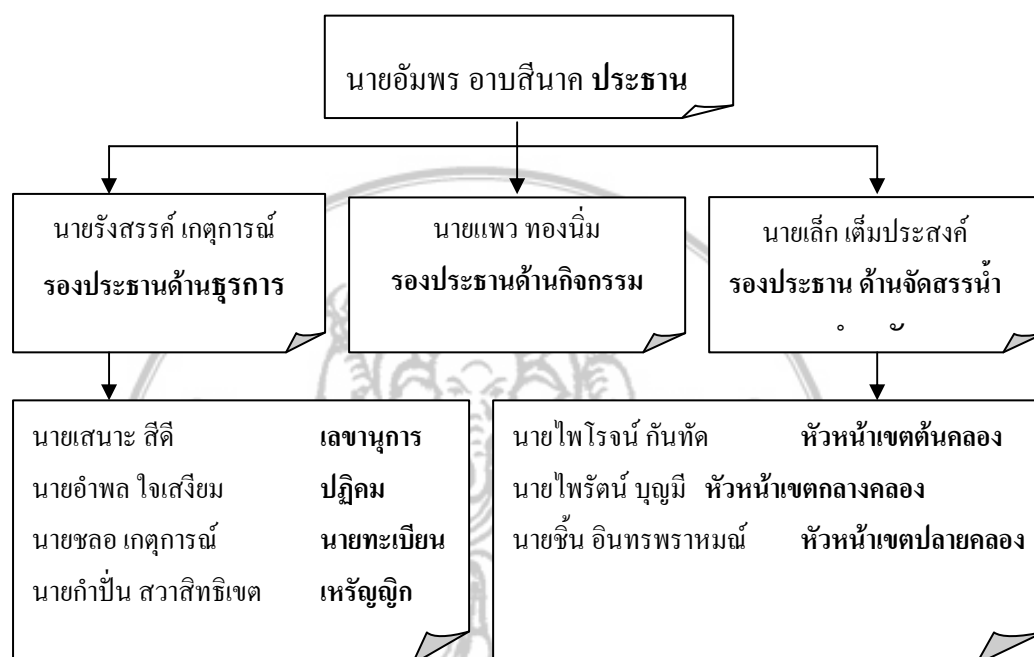 นายอัมพร อาบสีนาค ประธาน
นายรังสรรค์ เกตุการณ์
รองประธานด้านธุรการ
นายแพว ทองนิ่ม
รองประธานด้านกิจกรรม
นายเล็ก เต็มประสงค์
รองประธาน ด้านจัดสรรน้ำ
นายเสนาะ สีดี เลขานุการ
นายอำพล ใจเสงี่ยม ปฏิคม
นายชลอ เกตุการณ์ นายทะเบียน
นายกำปั่น สวาสิทธิเขต เหรัญญิก
นายไพโรจน์ กันทัด หัวหน้าเขตต้นคลอง
นายไพรัตน์ บุญมี หัวหน้าเขตกลางคลอง
นายชิ้น อินทรพราหมณ์ หัวหน้าเขตปลายคลอง